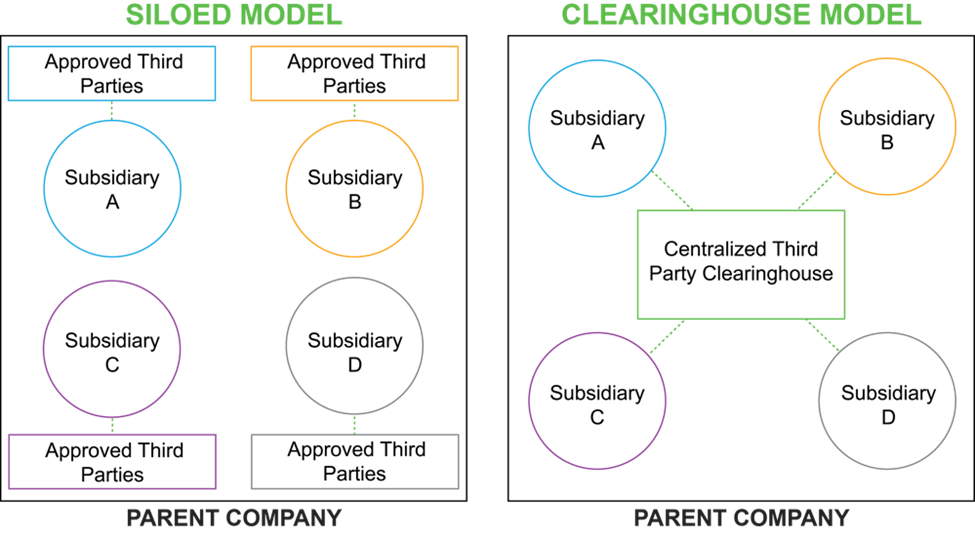 SILOED MODEL
Approved Third
Parties
Approved Third
Parties
Subsidiary
A
Subsidiary
B
Subsidiary
C
Subsidiary
D
Approved Third
Parties
Approved Third
Parties
PARENT COMPANY
CLEARINGHOUSE MODEL
Subsidiary
A
Subsidiary
B
Centralized Third
Party Clearinghouse
Subsidiary
C
Subsidiary
D
PARENT COMPANY